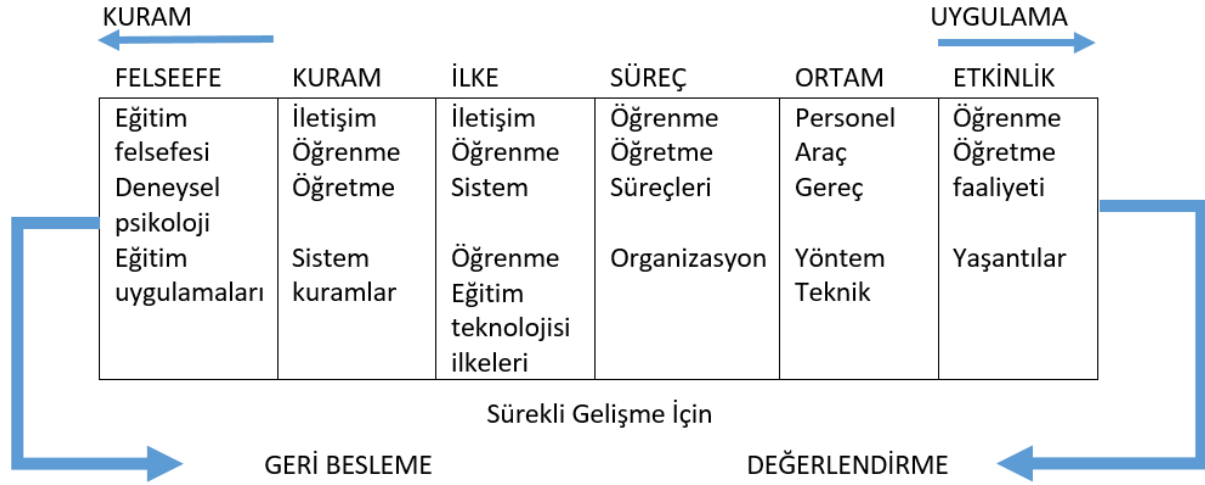 KURAM UYGULAMA
FELSEEFE KURAM İLKE SÜREÇ ORTAM ETKİNLİK
Eğitim İletişim İletişim Öğrenme Personel Öğrenme
felsefesi Öğrenme Öğrenme Öğretme Araç Öğretme
Deneysel Öğretme Sistem Süreçleri Gereç faaliyeti
psikoloji
Eğitim Sistem Öğrenme Organizasyon Yöntem Yaşantılar
uygulamaları kuramlar Eğitim Teknik
teknolojisi
ilkeleri
Sürekli Gelişme İçin
GERİ BESLEME DEĞERLENDİRME